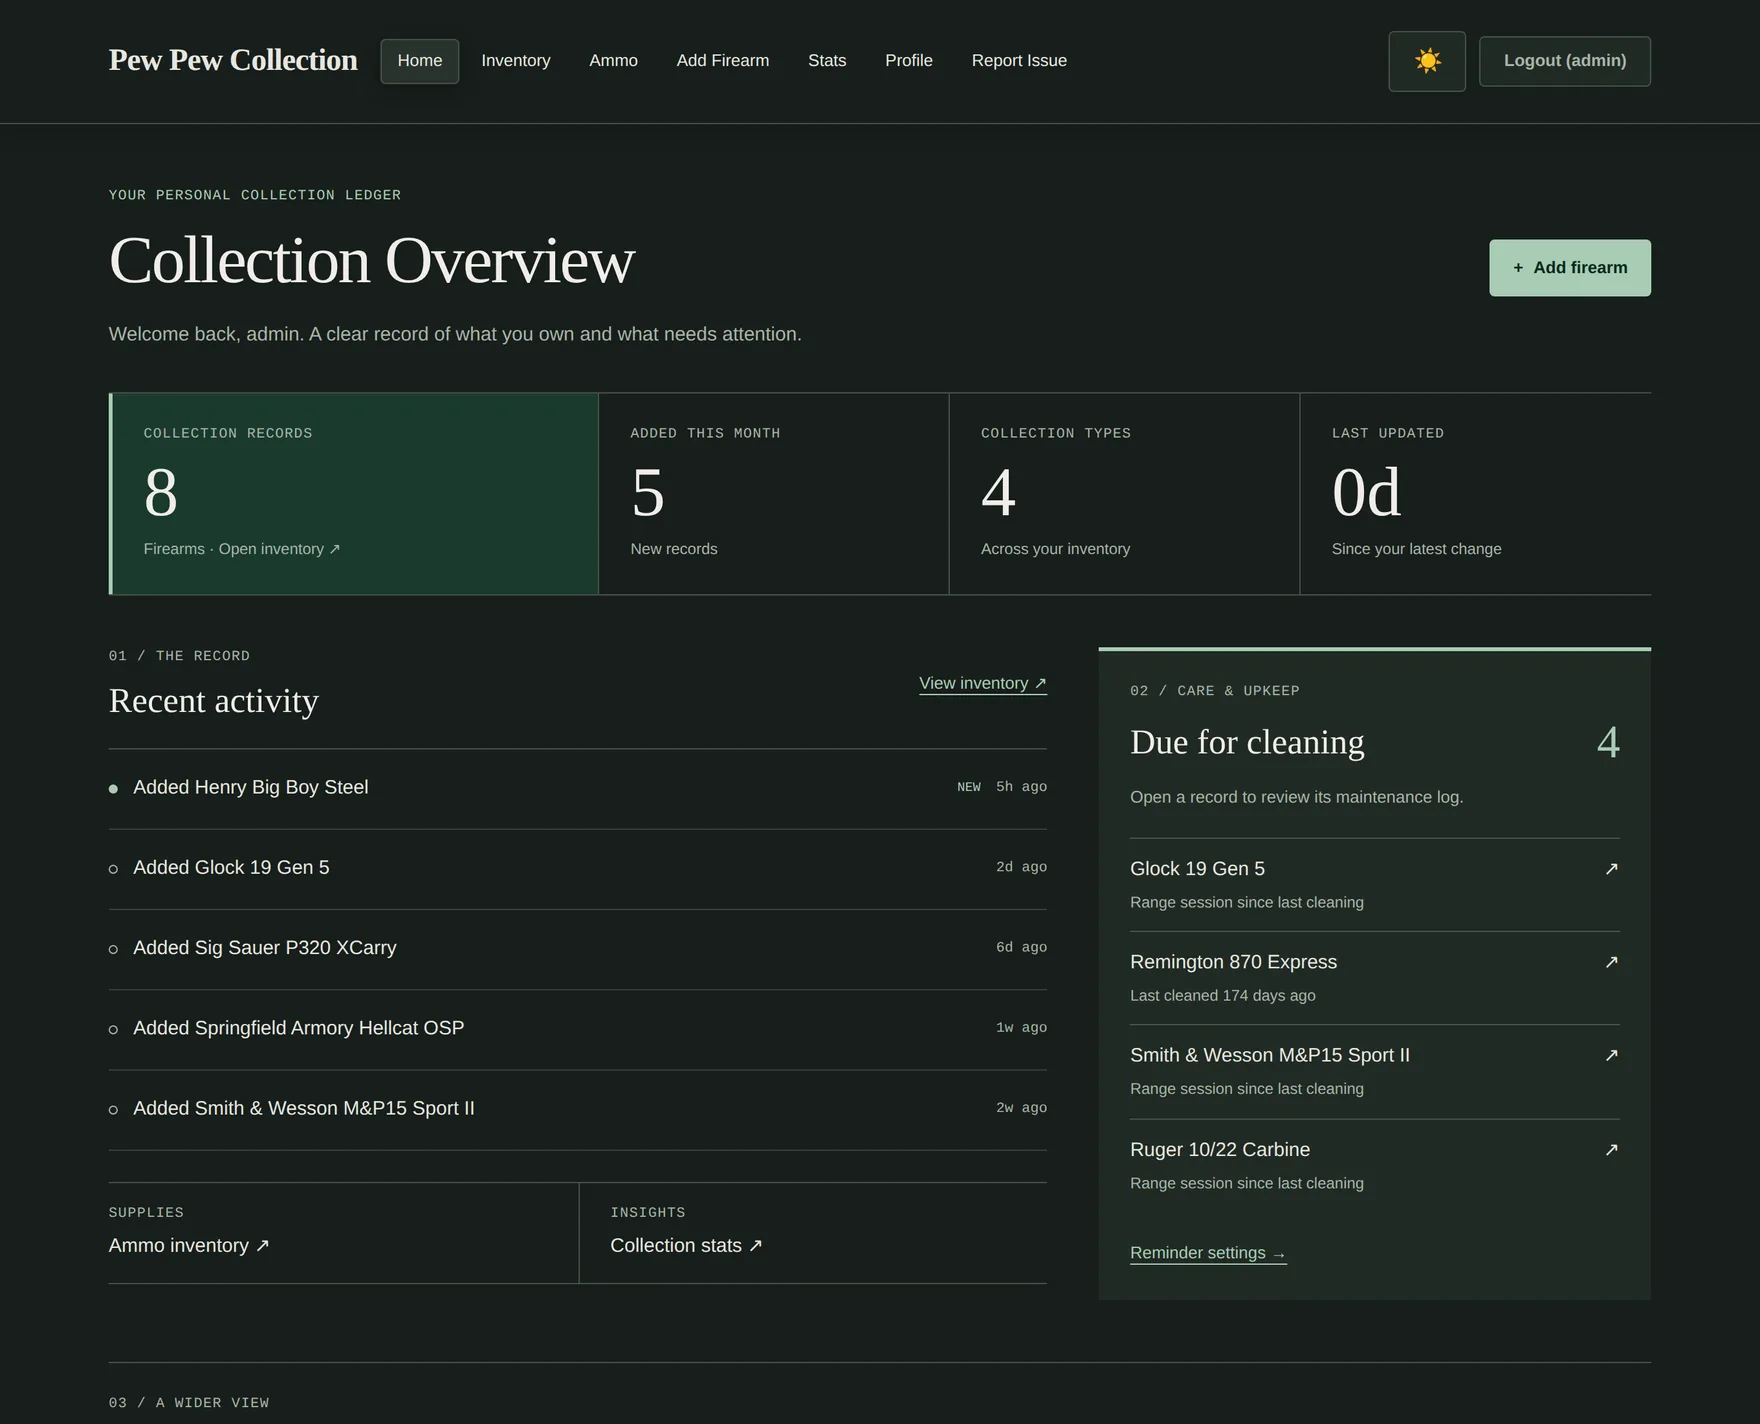 Pew Pew Collection
Home
Inventory
Ammo
Add Firearm
Stats
Profile
Report Issue
Logout (admin)
YOUR PERSONAL COLLECTION LEDGER
Collection Overview
+ Add firearm
Welcome back, admin. A clear record of what you own and what needs attention.
COLLECTION RECORDS
8
Firearms · Open inventory ↗
ADDED THIS MONTH
5
New records
COLLECTION TYPES
4
Across your inventory
LAST UPDATED
0d
Since your latest change
01 / THE RECORD
Recent activity
View inventory ↗
Added Henry Big Boy Steel
NEW 5h ago
Added Glock 19 Gen 5
2d ago
Added Sig Sauer P320 XCarry
6d ago
Added Springfield Armory Hellcat OSP
1w ago
Added Smith & Wesson M&P15 Sport II
2w ago
SUPPLIES
Ammo inventory ↗
INSIGHTS
Collection stats ↗
02 / CARE & UPKEEP
Due for cleaning
4
Open a record to review its maintenance log.
Glock 19 Gen 5 ↗
Range session since last cleaning
Remington 870 Express ↗
Last cleaned 174 days ago
Smith & Wesson M&P15 Sport II ↗
Range session since last cleaning
Ruger 10/22 Carbine ↗
Range session since last cleaning
Reminder settings →
03 / A WIDER VIEW